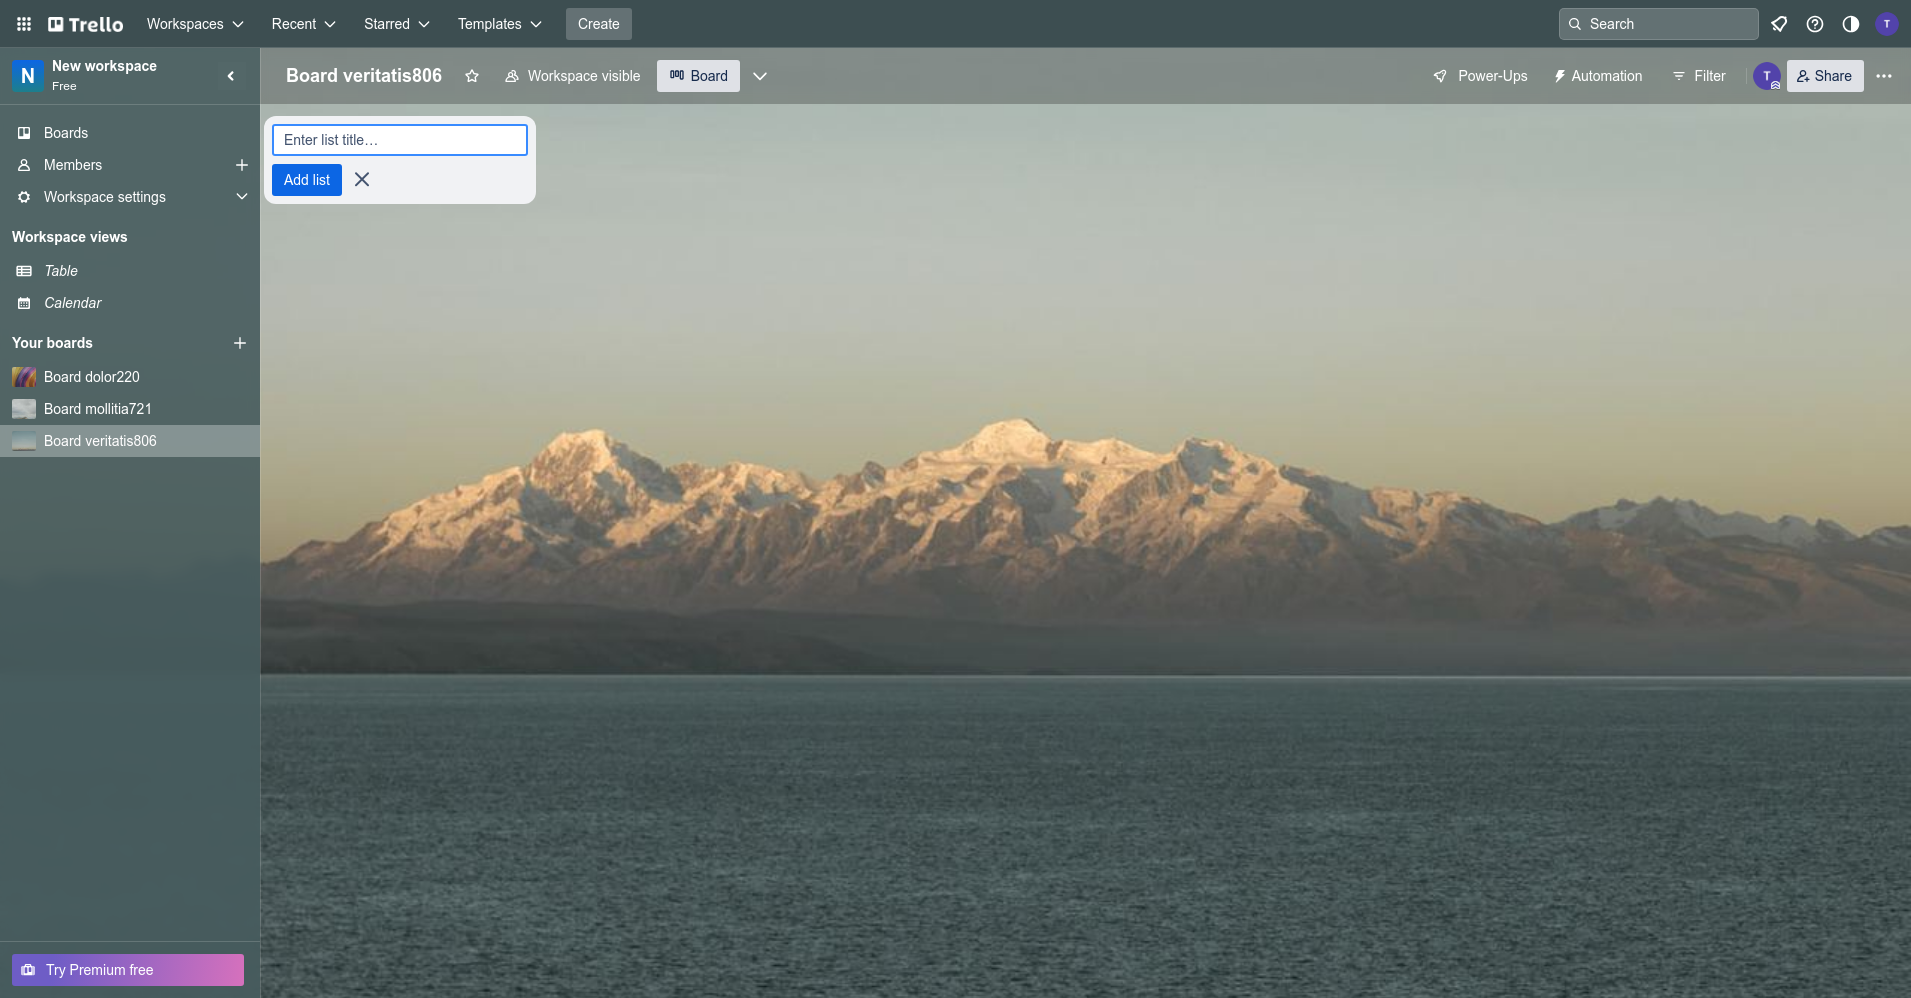 Trello
Workspaces
Recent
Starred
Templates
Create
Search
T
N
New workspace
Free
Board veritatis806
Workspace visible
Board
Power-Ups
Automation
Filter
T
Share
Boards
Members
Workspace settings
Workspace views
Table
Calendar
Your boards
Board dolor220
Board mollitia721
Board veritatis806
Enter list title…
Add list
Try Premium free